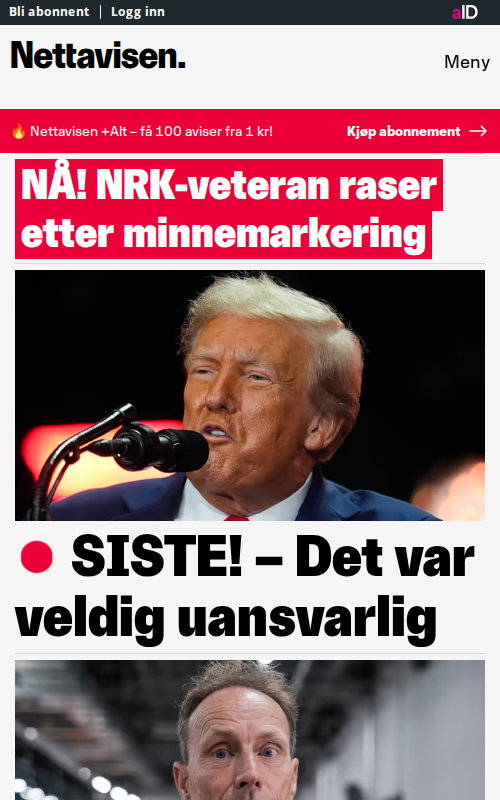 Bli abonnent | Logg inn
aID
Nettavisen.
Meny
🔥 Nettavisen +Alt – få 100 aviser fra 1 kr!
Kjøp abonnement →
NÅ! NRK-veteran raser
etter minnemarkering
SISTE! – Det var
veldig uansvarlig